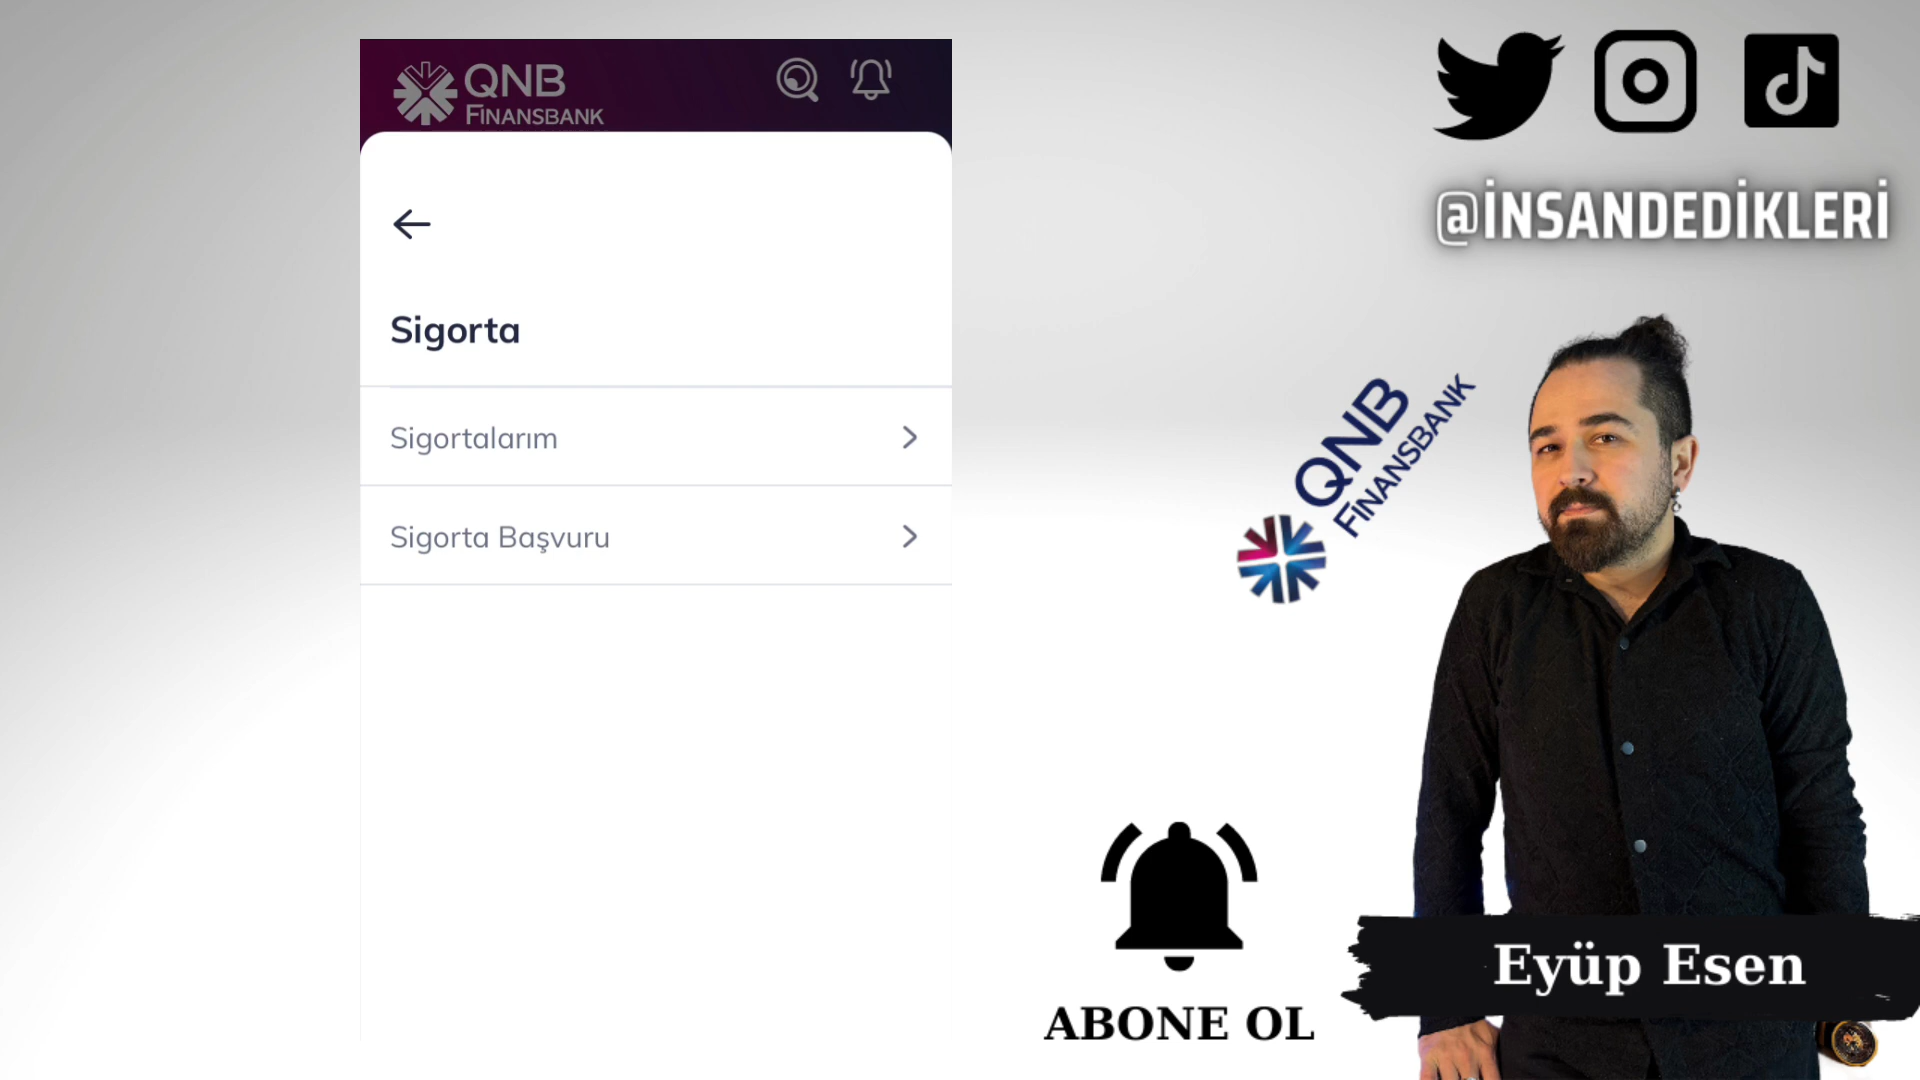 QNB
FINANSBANK
Sigorta
Sigortalarım
Sigorta Başvuru
@İNSANDEDİKLERİ
QNB
FINANSBANK
ABONE OL
Eyüp Esen